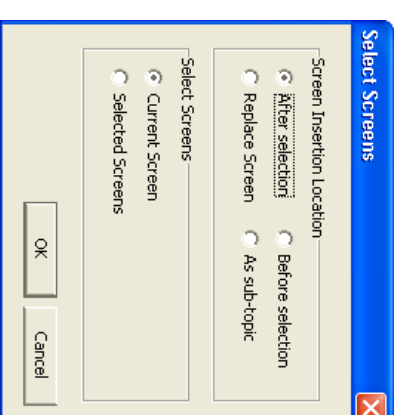 Select Screens
Screen Insertion Location
After selection Before selection
Replace Screen As sub-topic
Select Screens
Current Screen
Selected Screens
OK Cancel